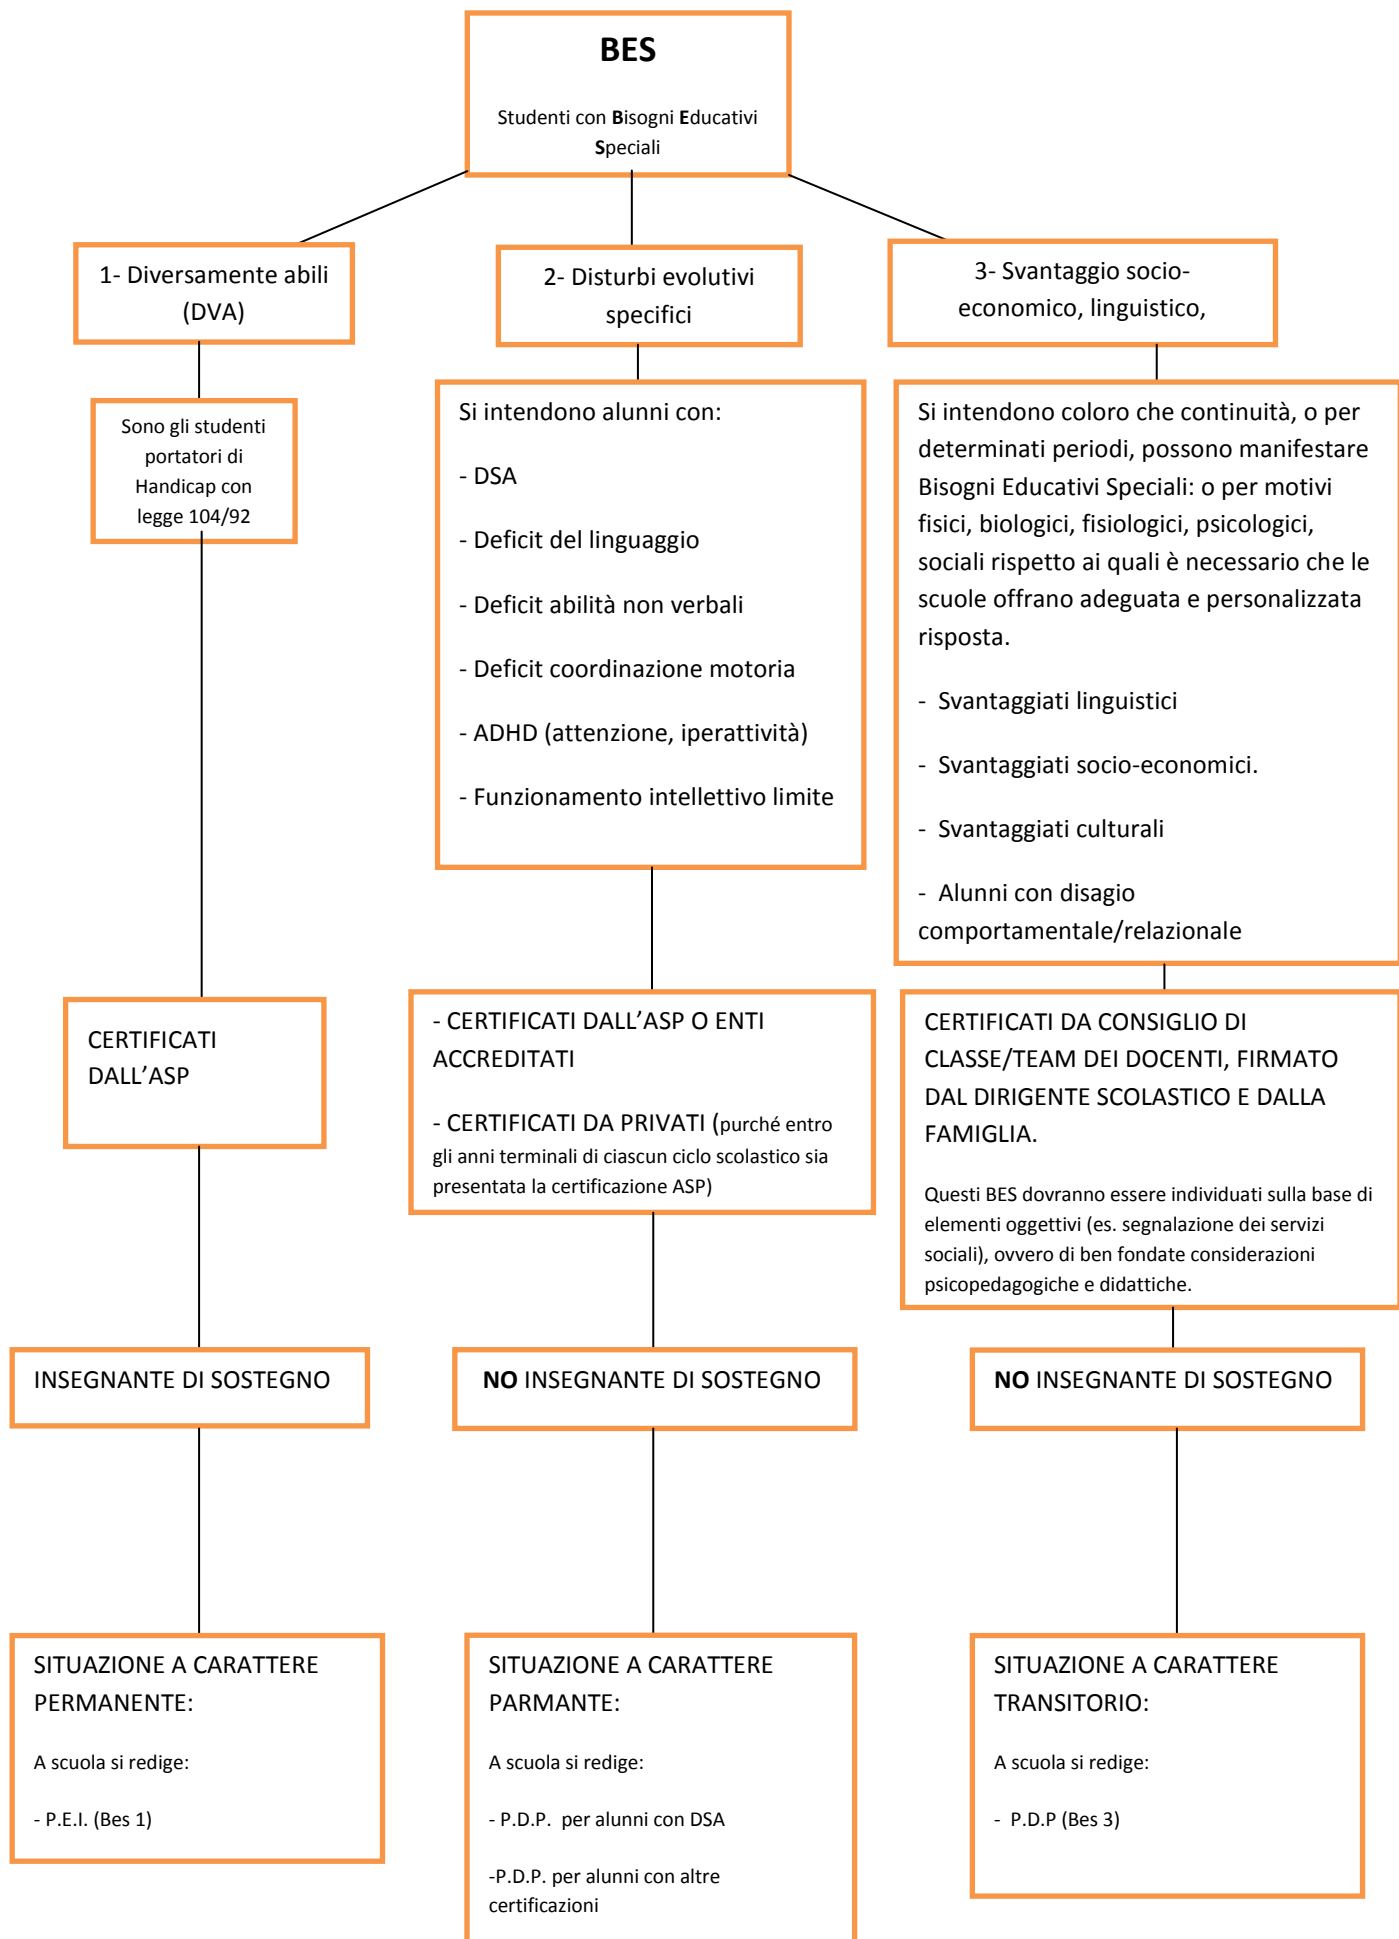 BES
Studenti con Bisogni Educativi
Speciali
1- Diversamente abili
(DVA)
2- Disturbi evolutivi
specifici
3- Svantaggio socio-
economico, linguistico,
Sono gli studenti
portatori di
Handicap con
legge 104/92
Si intendono alunni con:
- DSA
- Deficit del linguaggio
- Deficit abilità non verbali
- Deficit coordinazione motoria
- ADHD (attenzione, iperattività)
- Funzionamento intellettivo limite
Si intendono coloro che continuità, o per
determinati periodi, possono manifestare
Bisogni Educativi Speciali: o per motivi
fisici, biologici, fisiologici, psicologici,
sociali rispetto ai quali è necessario che le
scuole offrano adeguata e personalizzata
risposta.
- Svantaggiati linguistici
- Svantaggiati socio-economici.
- Svantaggiati culturali
- Alunni con disagio
comportamentale/relazionale
CERTIFICATI
DALL’ASP
- CERTIFICATI DALL’ASP O ENTI
ACCREDITATI
- CERTIFICATI DA PRIVATI (purché entro
gli anni terminali di ciascun ciclo scolastico sia
presentata la certificazione ASP)
CERTIFICATI DA CONSIGLIO DI
CLASSE/TEAM DEI DOCENTI, FIRMATO
DAL DIRIGENTE SCOLASTICO E DALLA
FAMIGLIA.
Questi BES dovranno essere individuati sulla base di
elementi oggettivi (es. segnalazione dei servizi
sociali), ovvero di ben fondate considerazioni
psicopedagogiche e didattiche.
INSEGNANTE DI SOSTEGNO
NO INSEGNANTE DI SOSTEGNO
NO INSEGNANTE DI SOSTEGNO
SITUAZIONE A CARATTERE
PERMANENTE:
A scuola si redige:
- P.E.I. (Bes 1)
SITUAZIONE A CARATTERE
PARMANTE:
A scuola si redige:
- P.D.P. per alunni con DSA
-P.D.P. per alunni con altre
certificazioni
SITUAZIONE A CARATTERE
TRANSITORIO:
A scuola si redige:
- P.D.P (Bes 3)